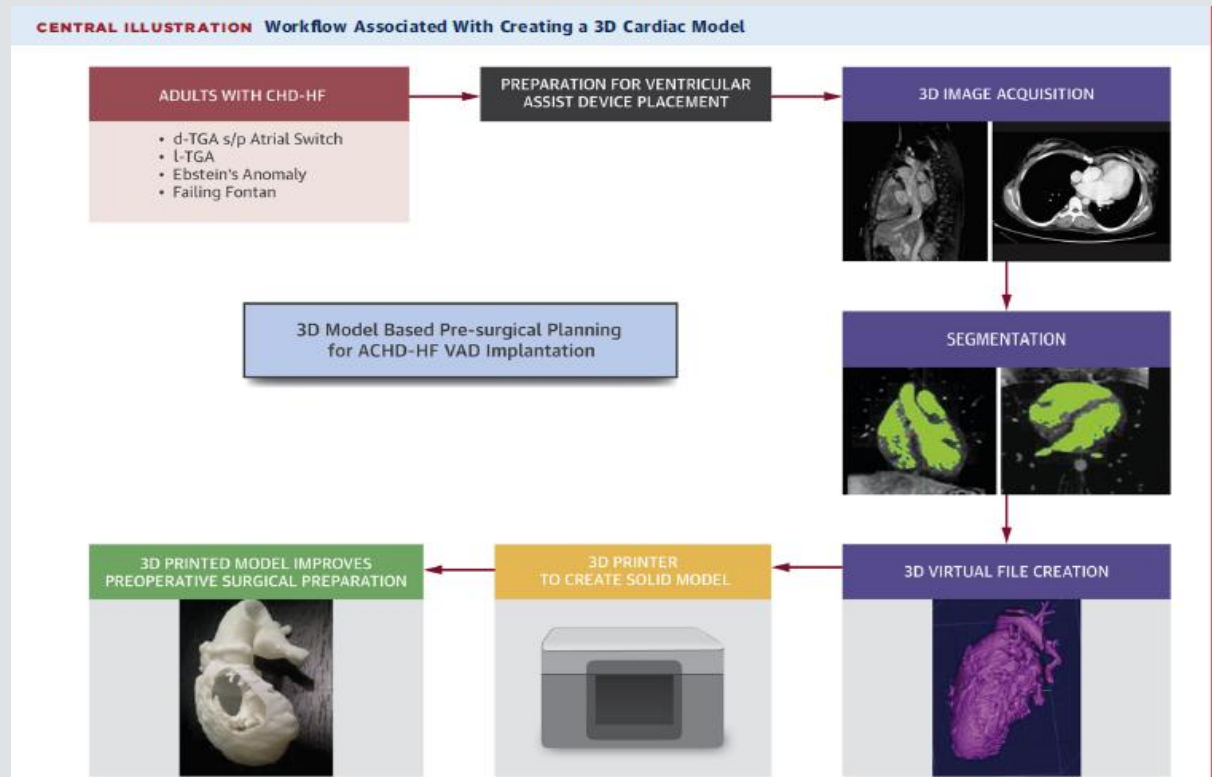 CENTRAL ILLUSTRATION Workflow Associated With Creating a 3D Cardiac Model
ADULTS WITH CHD-HF
• d-TGA s/p Atrial Switch
• l-TGA
• Ebstein's Anomaly
• Failing Fontan
PREPARATION FOR VENTRICULAR
ASSIST DEVICE PLACEMENT
3D IMAGE ACQUISITION
3D Model Based Pre-surgical Planning
for ACHD-HF VAD Implantation
SEGMENTATION
3D PRINTED MODEL IMPROVES
PREOPERATIVE SURGICAL PREPARATION
3D PRINTER
TO CREATE SOLID MODEL
3D VIRTUAL FILE CREATION